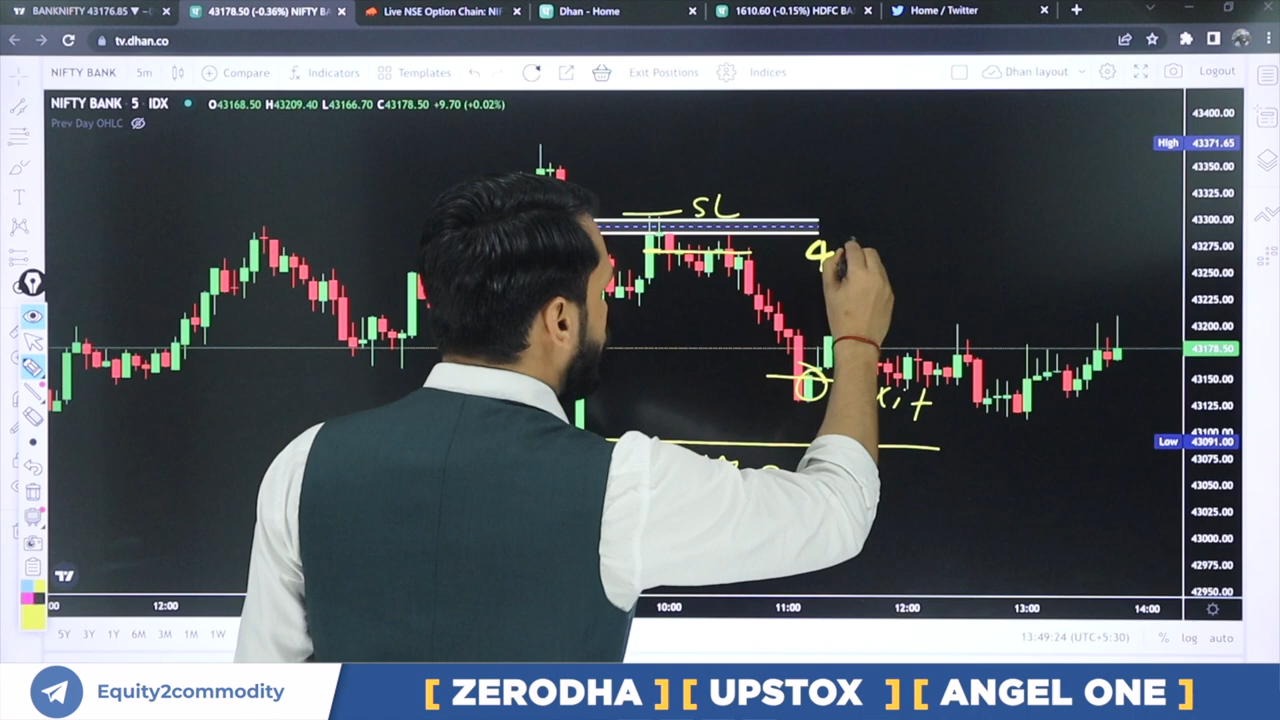 BANKNIFTY 43176.85
43178.50 (-0.36%) NIFTY B
Live NSE Option Chain: NI
Dhan - Home
1610.60 (-0.15%) HDFC BA
Home / Twitter
tv.dhan.co
NIFTY BANK 5m Compare Indicators Templates Exit Positions Indices Dhan layout Logout
NIFTY BANK · 5 · IDX O43168.50 H43209.40 L43166.70 C43178.50 +9.70 (+0.02%)
Prev Day OHLC
43400.00
High 43371.65
43350.00
43325.00
SL
43300.00
43275.00
4
43250.00
43225.00
43200.00
43178.50
43150.00
43125.00
xit
43100.00
Low 43091.00
43075.00
43050.00
43025.00
43000.00
42975.00
42950.00
:00 12:00 10:00 11:00 12:00 13:00 14:00
5Y 3Y 1Y 6M 3M 1M 1W 13:49:24 (UTC+5:30) % log auto
Equity2commodity [ ZERODHA ] [ UPSTOX ] [ ANGEL ONE ]